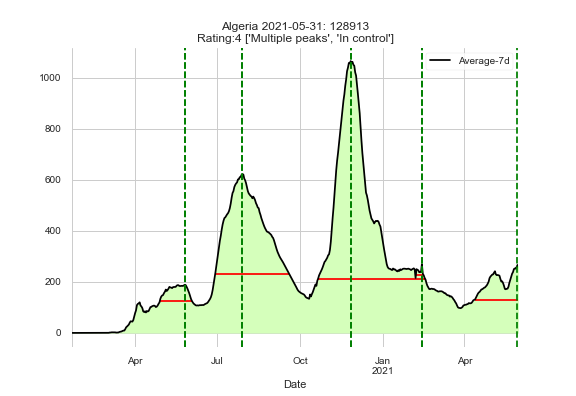 Algeria 2021-05-31: 128913
Rating:4 ['Multiple peaks', 'In control']
Average-7d
1000
800
600
400
200
0
Apr
Jul
Oct
Jan
2021
Apr
Date